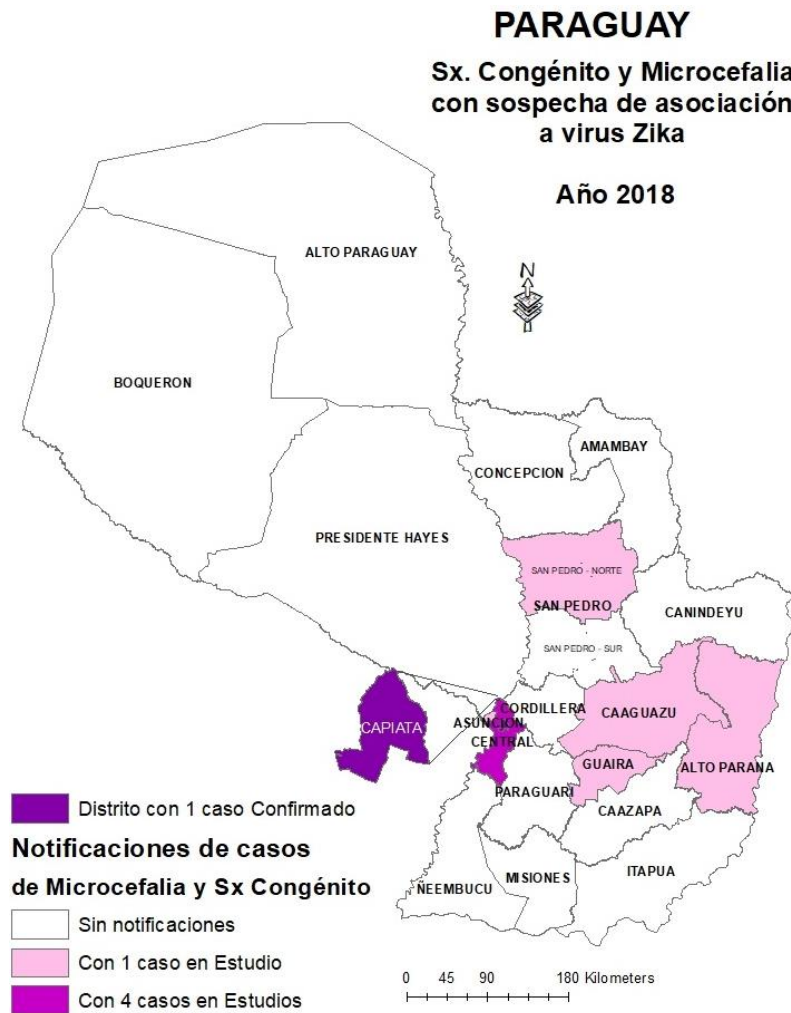 PARAGUAY
Sx. Congénito y Microcefalia
con sospecha de asociación
a virus Zika
Año 2018
N
ALTO PARAGUAY
BOQUERON
AMAMBAY
CONCEPCION
PRESIDENTE HAYES
SAN PEDRO - NORTE
SAN PEDRO
CANINDEYU
SAN PEDRO - SUR
CORDILLERA
CAAGUAZU
ASUNCION
CAPIATA
CENTRAL
GUAIRA
ALTO PARANA
PARAGUARI
CAAZAPA
ITAPUA
MISIONES
ÑEEMBUCU
Distrito con 1 caso Confirmado
Notificaciones de casos
de Microcefalia y Sx Congénito
Sin notificaciones
Con 1 caso en Estudio
Con 4 casos en Estudios
0 45 90 180 Kilometers